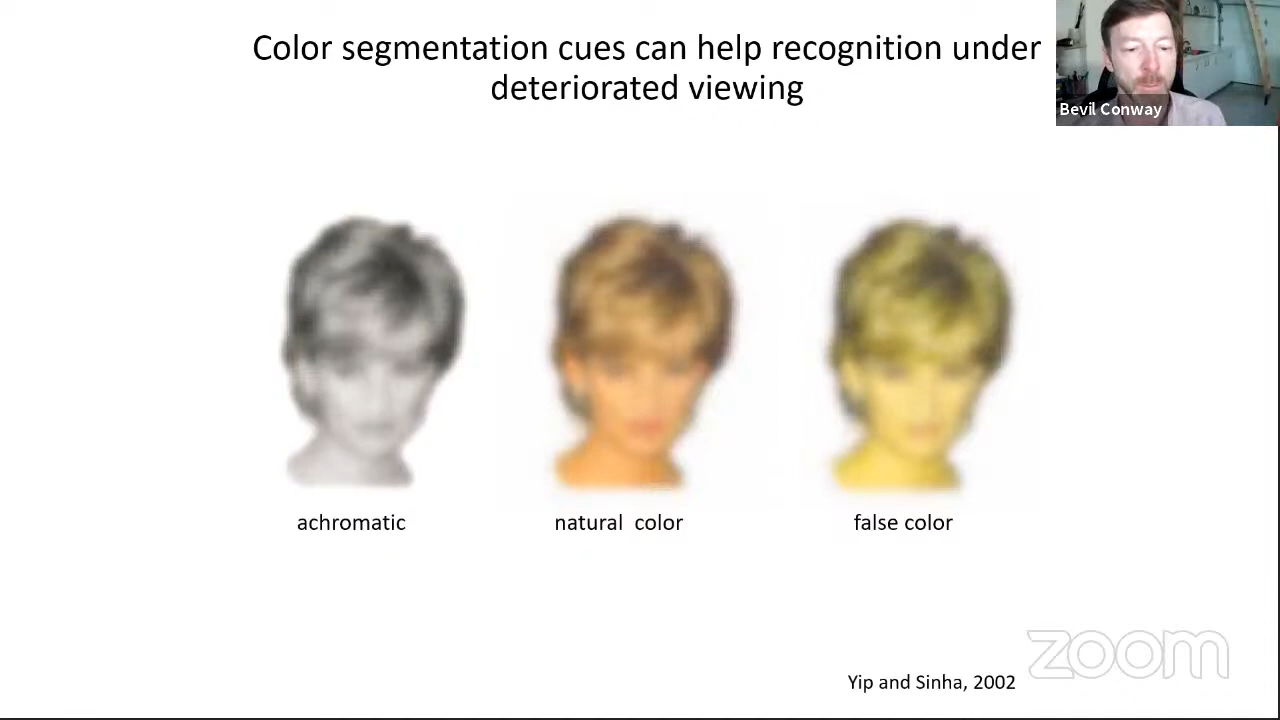 Color segmentation cues can help recognition under
deteriorated viewing
Bevil Conway
achromatic
natural color
false color
Yip and Sinha, 2002
zoom